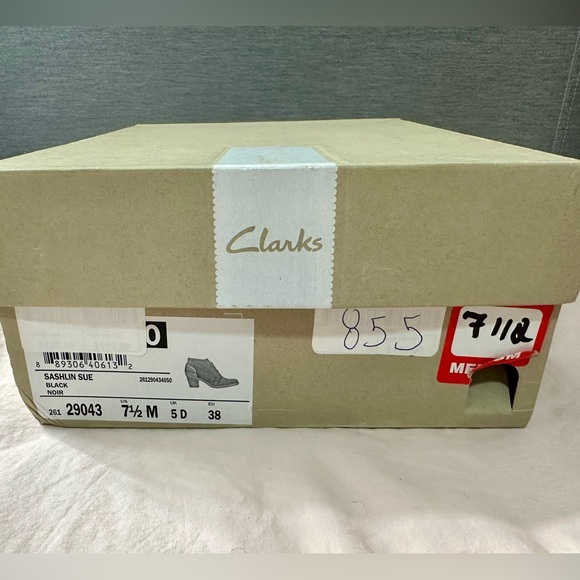 Clarks
0
8 89306 40613 2
SASHLIN SUE 261290434050
BLACK
NOIR
US UK EU
261 29043 7½ M 5 D 38
855
7 1/2